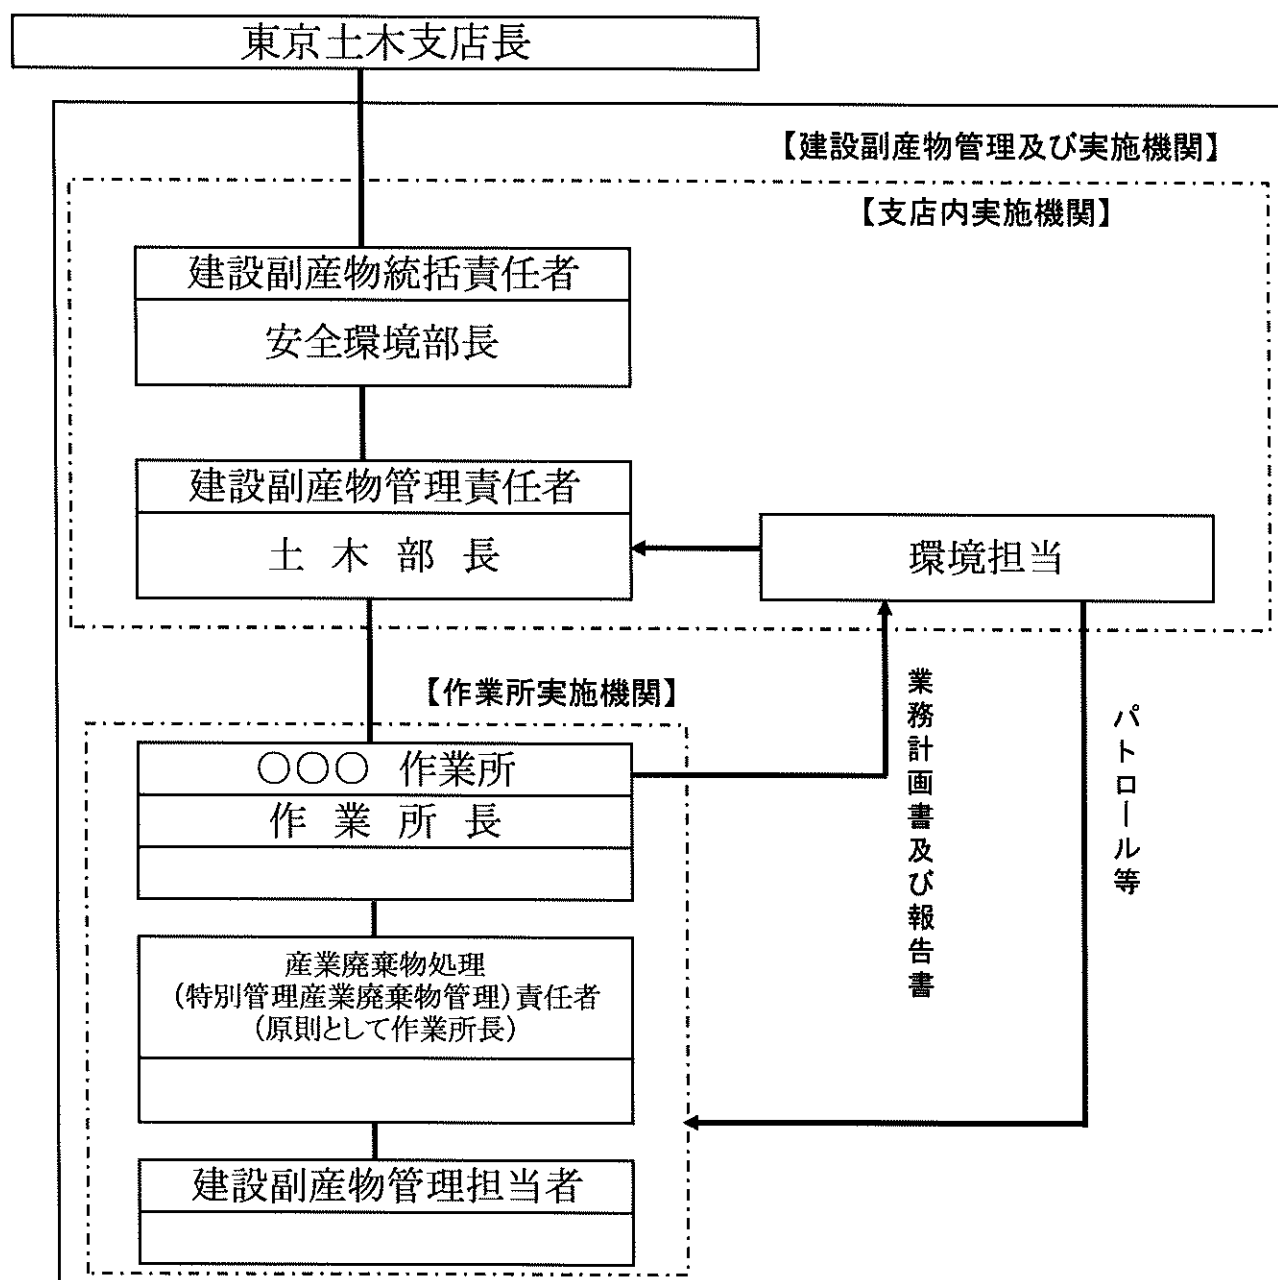 東京土木支店長
【建設副産物管理及び実施機関】
【支店内実施機関】
建設副産物統括責任者
安全環境部長
建設副産物管理責任者
土木部長
環境担当
【作業所実施機関】
○○○ 作業所
作業所長
業務計画書及び報告書
パトロール等
産業廃棄物処理
(特別管理産業廃棄物管理)責任者
(原則として作業所長)
建設副産物管理担当者